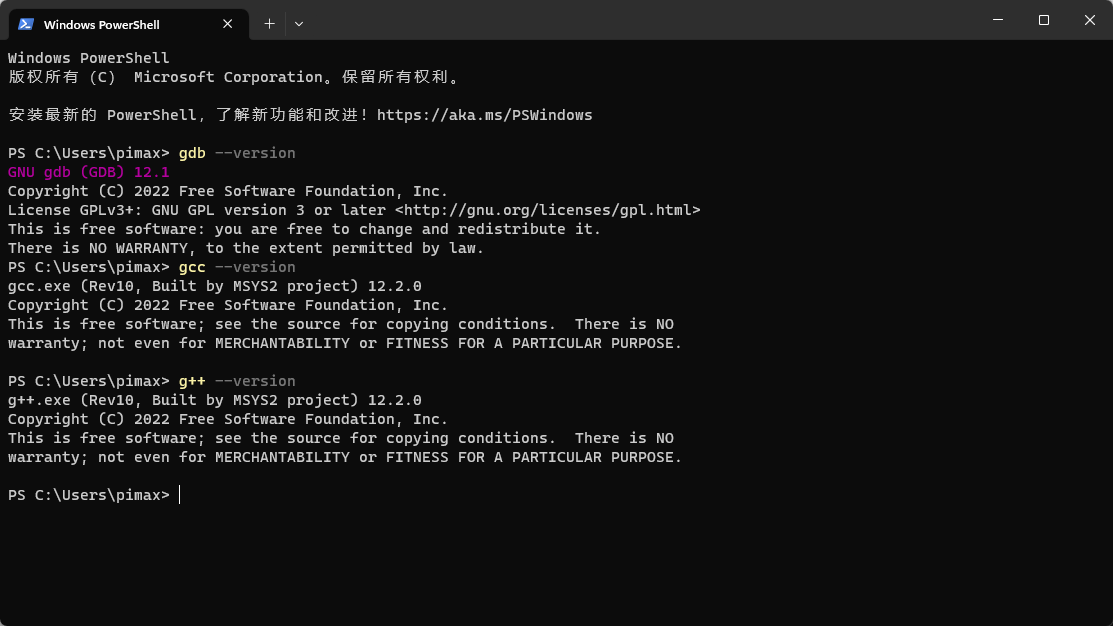 Windows PowerShell
Windows PowerShell
版权所有 (C)  Microsoft Corporation。保留所有权利。
安装最新的 PowerShell，了解新功能和改进！https://aka.ms/PSWindows
PS C:\Users\pimax> gdb --version
GNU gdb (GDB) 12.1
Copyright (C) 2022 Free Software Foundation, Inc.
License GPLv3+: GNU GPL version 3 or later <http://gnu.org/licenses/gpl.html>
This is free software: you are free to change and redistribute it.
There is NO WARRANTY, to the extent permitted by law.
PS C:\Users\pimax> gcc --version
gcc.exe (Rev10, Built by MSYS2 project) 12.2.0
Copyright (C) 2022 Free Software Foundation, Inc.
This is free software; see the source for copying conditions.  There is NO
warranty; not even for MERCHANTABILITY or FITNESS FOR A PARTICULAR PURPOSE.
PS C:\Users\pimax> g++ --version
g++.exe (Rev10, Built by MSYS2 project) 12.2.0
Copyright (C) 2022 Free Software Foundation, Inc.
This is free software; see the source for copying conditions.  There is NO
warranty; not even for MERCHANTABILITY or FITNESS FOR A PARTICULAR PURPOSE.
PS C:\Users\pimax>